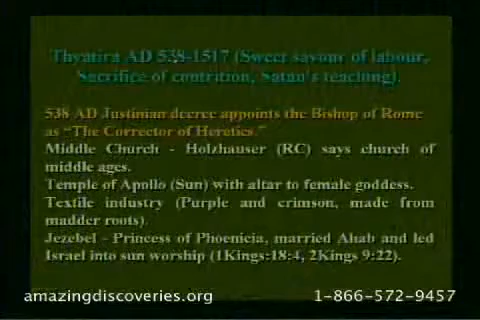 Thyatira AD 538-1517 (Sweet savour of labour,
Sacrifice of contrition, Satan's teaching).
538 AD Justinian decree appoints the Bishop of Rome
as "The Corrector of Heretics."
Middle Church - Holzhauser (RC) says church of
middle ages.
Temple of Apollo (Sun) with altar to female goddess.
Textile industry (Purple and crimson, made from
madder roots).
Jezebel - Princess of Phoenicia, married Ahab and led
Israel into sun worship (1Kings:18:4, 2Kings 9:22).
amazingdiscoveries.org 1-866-572-9457